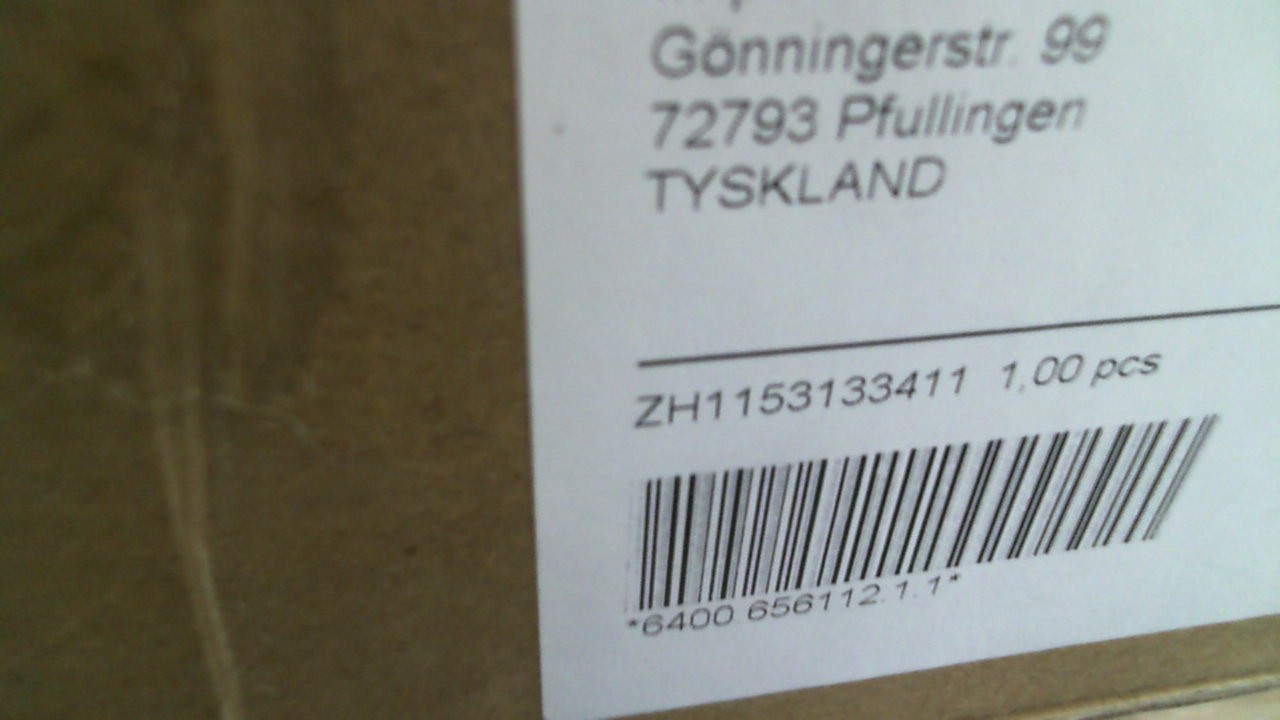 Gönningerstr. 99
72793 Pfullingen
TYSKLAND
ZH1153133411 1,00 pcs
*6400 656112.1.1*